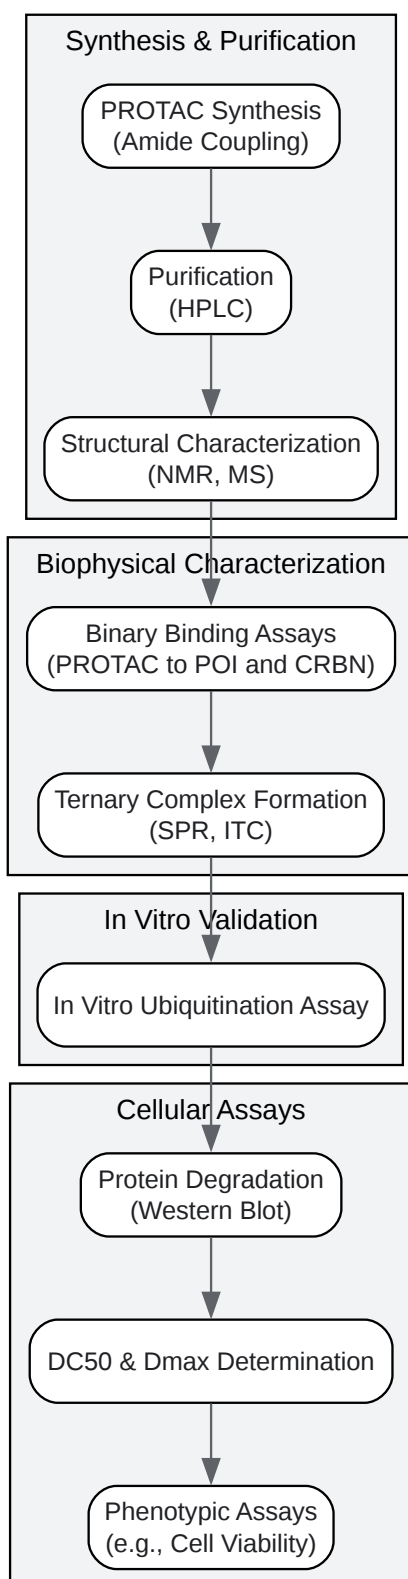 Synthesis & Purification
PROTAC Synthesis
(Amide Coupling)
Purification
(HPLC)
Structural Characterization
(NMR, MS)
Biophysical Characterization
Binary Binding Assays
(PROTAC to POI and CRBN)
Ternary Complex Formation
(SPR, ITC)
In Vitro Validation
In Vitro Ubiquitination Assay
Cellular Assays
Protein Degradation
(Western Blot)
DC50 & Dmax Determination
Phenotypic Assays
(e.g., Cell Viability)